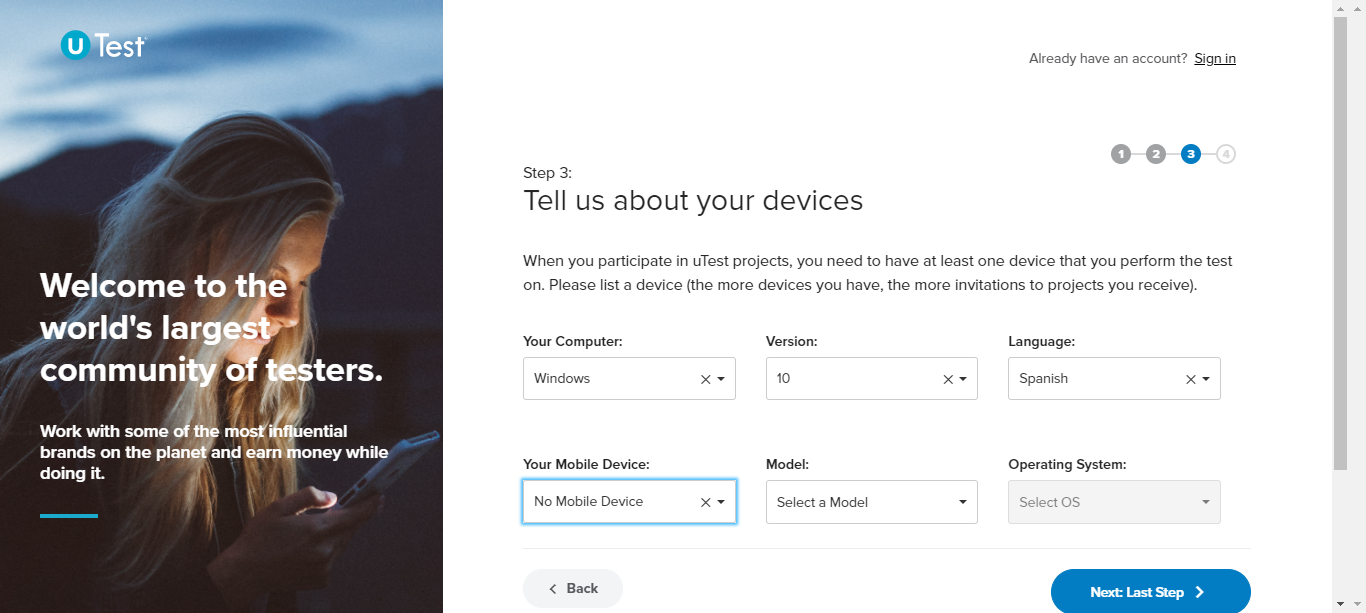 uTest
Already have an account? Sign in
1 2 3 4
Step 3:
Tell us about your devices
When you participate in uTest projects, you need to have at least one device that you perform the test
on. Please list a device (the more devices you have, the more invitations to projects you receive).
Welcome to the
world's largest
community of testers.
Work with some of the most influential
brands on the planet and earn money while
doing it.
Your Computer: Version: Language:
Windows 10 Spanish
Your Mobile Device: Model: Operating System:
No Mobile Device Select a Model Select OS
Back Next: Last Step